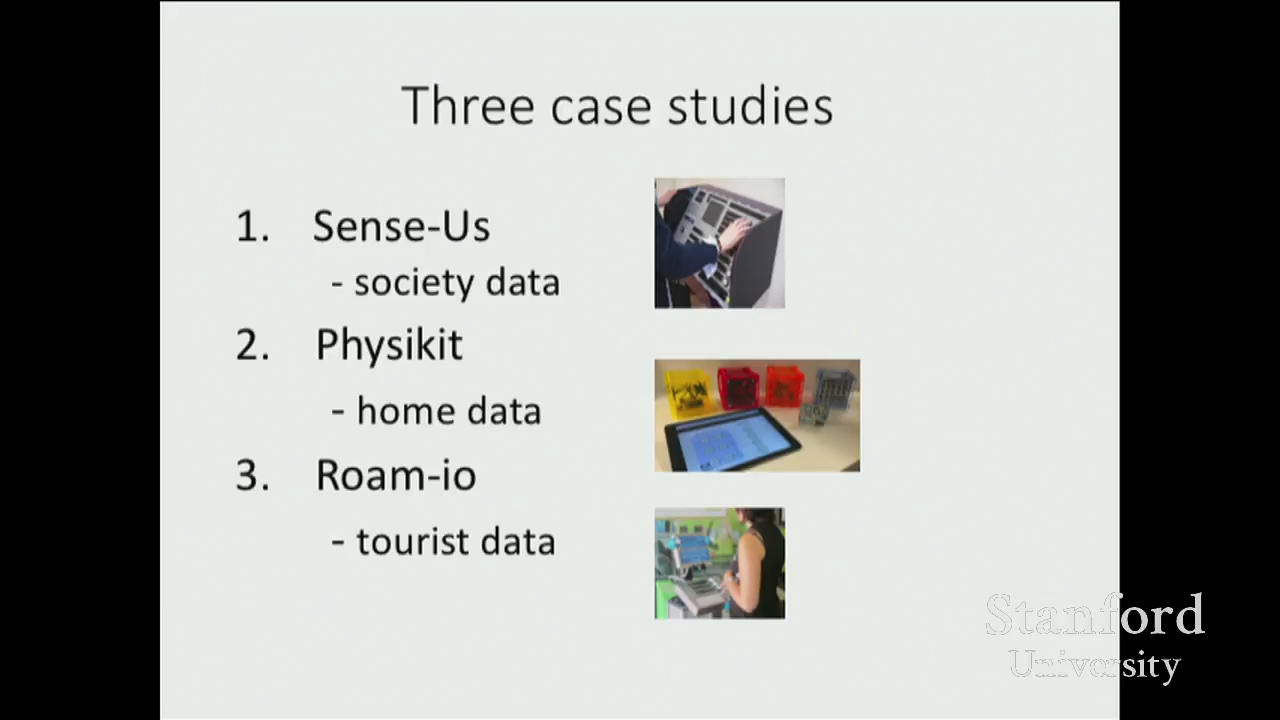 Three case studies
1. Sense-Us
- society data
2. Physikit
- home data
3. Roam-io
- tourist data
Stanford
University